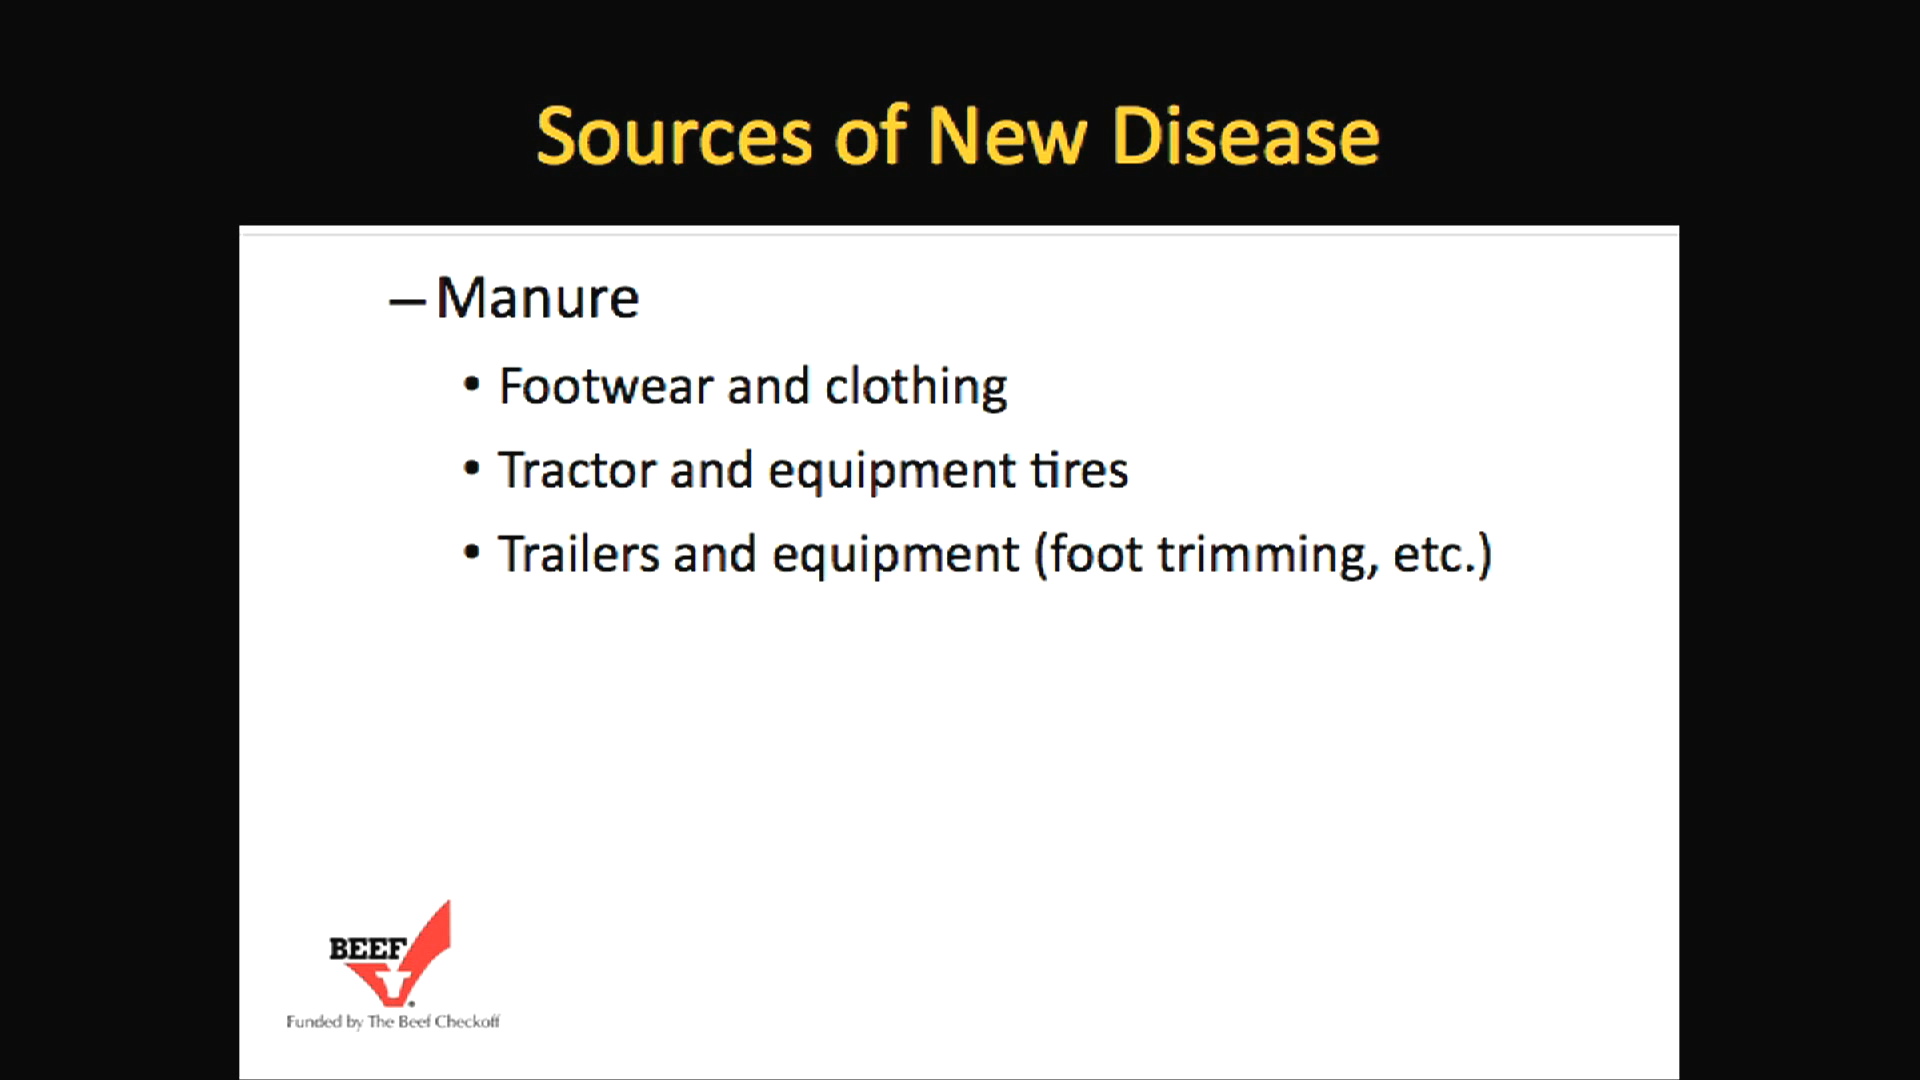 Sources of New Disease
– Manure
• Footwear and clothing
• Tractor and equipment tires
• Trailers and equipment (foot trimming, etc.)
BEEF
Funded by The Beef Checkoff